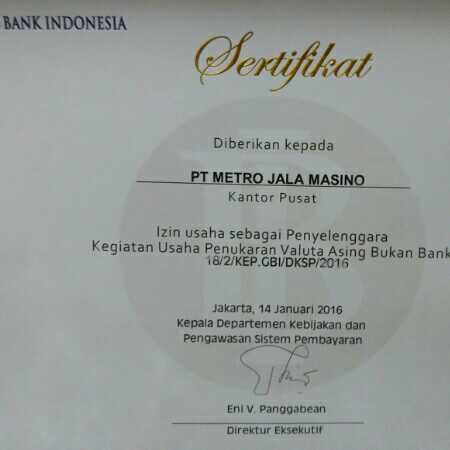 BANK INDONESIA
Sertifikat
Diberikan kepada
PT METRO JALA MASINO
Kantor Pusat
Izin usaha sebagai Penyelenggara
Kegiatan Usaha Penukaran Valuta Asing Bukan Bank
18/2/KEP.GBI/DKSP/2016
Jakarta, 14 Januari 2016
Kepala Departemen Kebijakan dan
Pengawasan Sistem Pembayaran
Eni V. Panggabean
Direktur Eksekutif